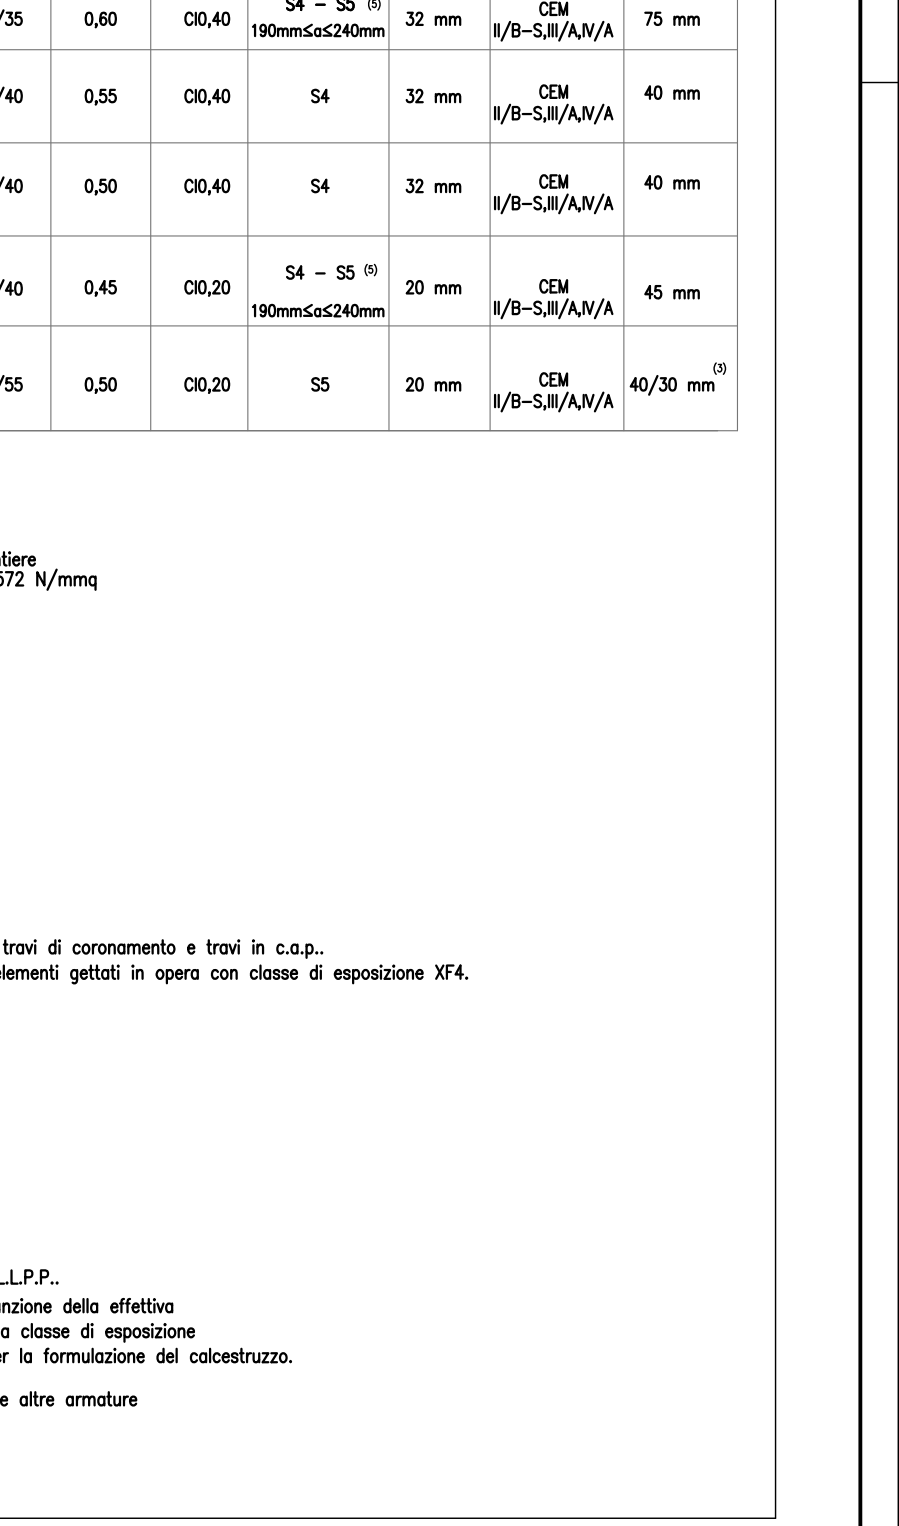 /35 0,60 Cl0,40 S4 – S5 (5) 190mm≤a≤240mm 32 mm CEM II/B–S,III/A,IV/A 75 mm
/40 0,55 Cl0,40 S4 32 mm CEM II/B–S,III/A,IV/A 40 mm
/40 0,50 Cl0,40 S4 32 mm CEM II/B–S,III/A,IV/A 40 mm
/40 0,45 Cl0,20 S4 – S5 (5) 190mm≤a≤240mm 20 mm CEM II/B–S,III/A,IV/A 45 mm
/55 0,50 Cl0,20 S5 20 mm CEM II/B–S,III/A,IV/A 40/30 mm (3)
tiere
572 N/mmq
travi di coronamento e travi in c.a.p..
elementi gettati in opera con classe di esposizione XF4.
L.L.P.P..
nzione della effettiva
a classe di esposizione
er la formulazione del calcestruzzo.
e altre armature